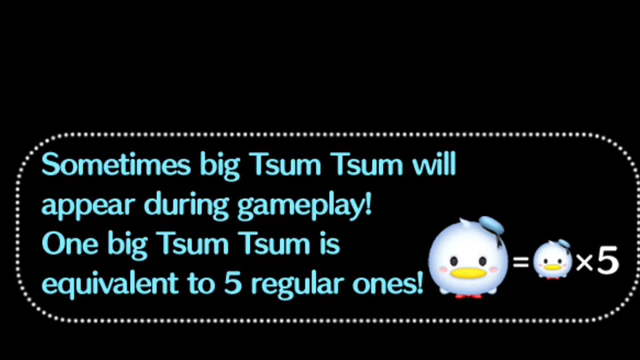 Sometimes big Tsum Tsum will
appear during gameplay!
One big Tsum Tsum is
equivalent to 5 regular ones!
=×5